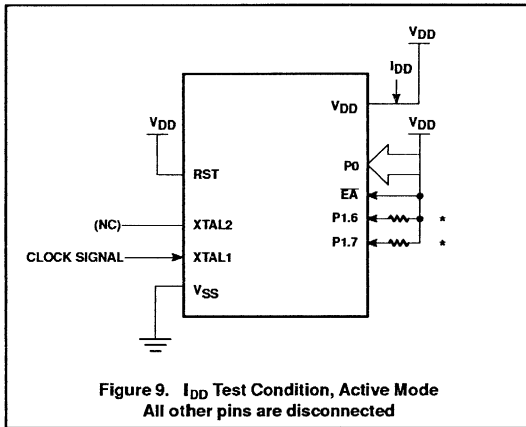 VDD
IDD
VDD
VDD
VDD
RST
P0
EA
(NC)
XTAL2
P1.6
*
CLOCK SIGNAL
XTAL1
P1.7
*
VSS
Figure 9. IDD Test Condition, Active Mode
All other pins are disconnected